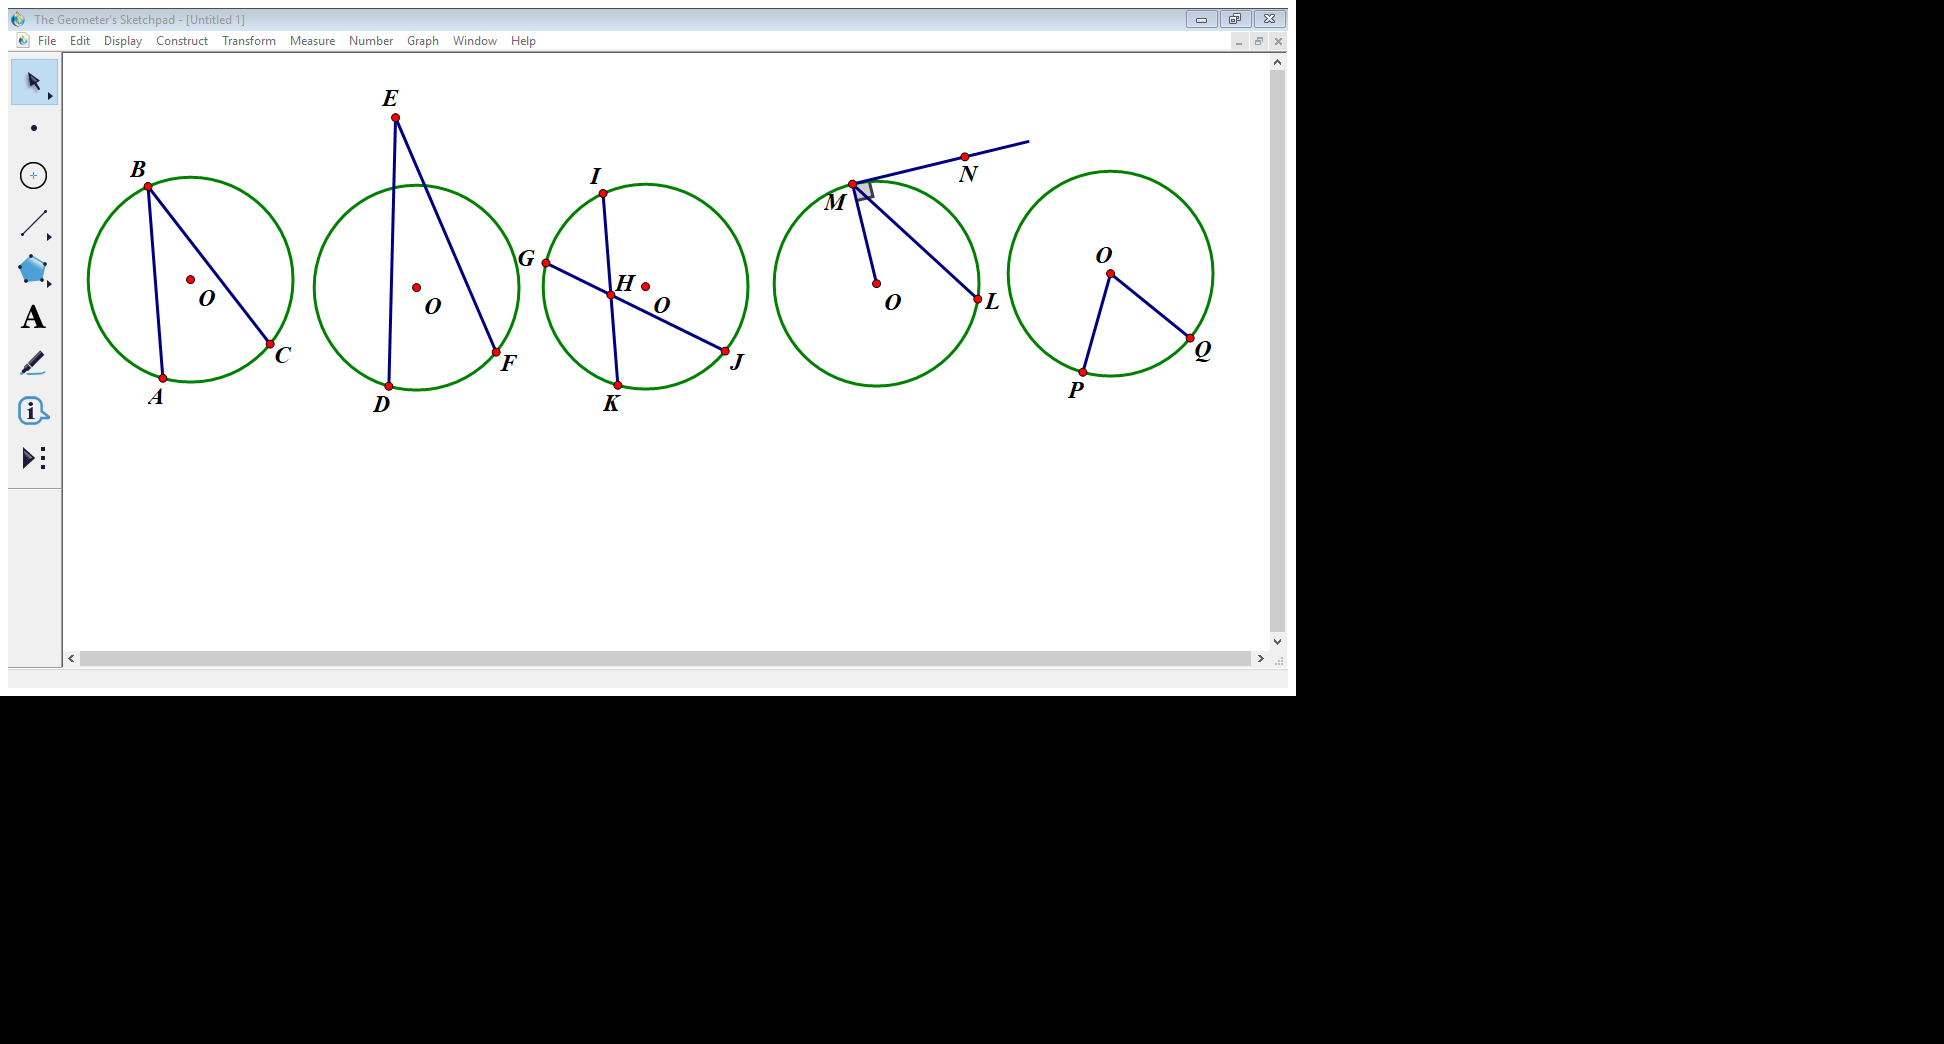 The Geometer's Sketchpad - [Untitled 1]
File Edit Display Construct Transform Measure Number Graph Window Help
E
B
I
N
M
G
H
O
O
O
O
O
L
C
F
J
Q
A
D
K
P
A
i